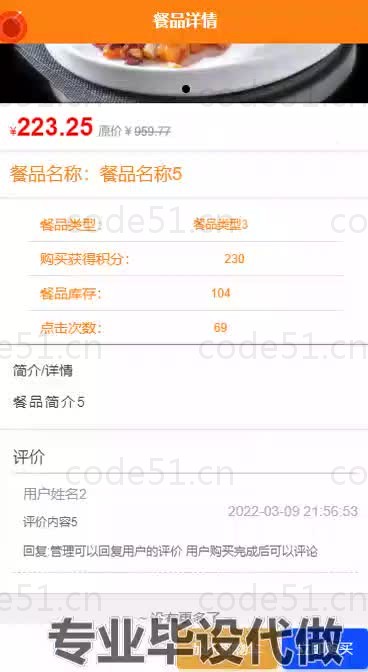 餐品详情
¥223.25 原价 ¥ 959.77
餐品名称：餐品名称5
餐品类型： 餐品类型3
code51.cn code51.cn
购买获得积分： 230
餐品库存： 104
点击次数： 69
code51.cn code51.cn
简介/详情
餐品简介5
评价
code51.cn code51.cn
用户姓名2
2022-03-09 21:56:53
评价内容5
回复:管理可以回复用户的评价 用户购买完成后可以评论
没有更多了
专业毕设代做
购买